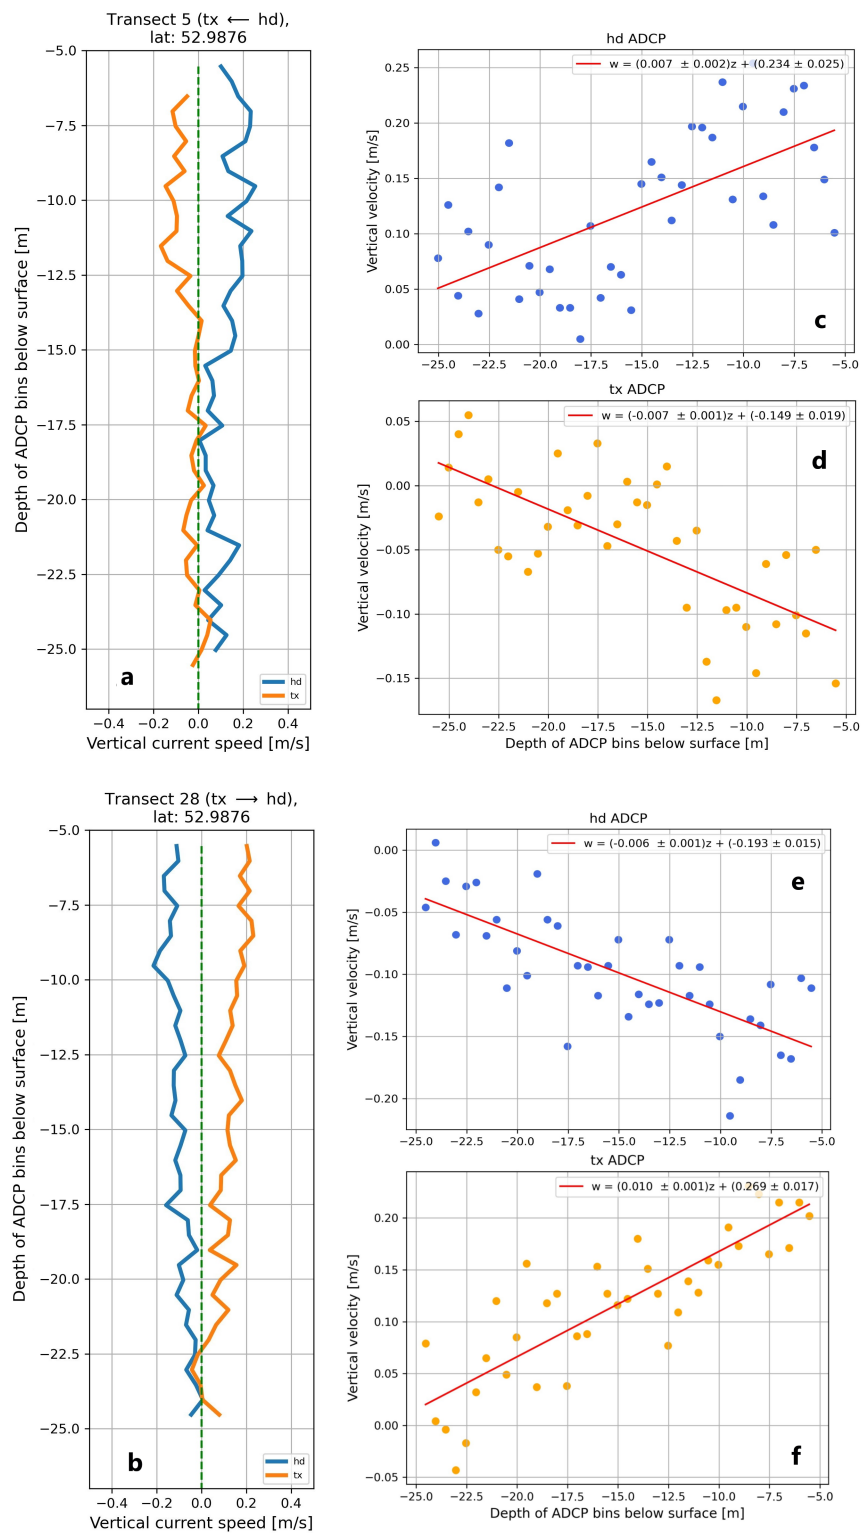 Transect 5 (tx ⟵ hd),
lat: 52.9876
−5.0
−7.5
−10.0
−12.5
−15.0
−17.5
−20.0
−22.5
−25.0
Depth of ADCP bins below surface [m]
a
hd
tx
−0.4 −0.2 0.0 0.2 0.4
Vertical current speed [m/s]
hd ADCP
w = (0.007 ± 0.002)z + (0.234 ± 0.025)
0.25
0.20
0.15
0.10
0.05
0.00
Vertical velocity [m/s]
c
−25.0 −22.5 −20.0 −17.5 −15.0 −12.5 −10.0 −7.5 −5.0
tx ADCP
w = (-0.007 ± 0.001)z + (-0.149 ± 0.019)
0.05
0.00
−0.05
−0.10
−0.15
Vertical velocity [m/s]
d
−25.0 −22.5 −20.0 −17.5 −15.0 −12.5 −10.0 −7.5 −5.0
Depth of ADCP bins below surface [m]
Transect 28 (tx ⟶ hd),
lat: 52.9876
−5.0
−7.5
−10.0
−12.5
−15.0
−17.5
−20.0
−22.5
−25.0
Depth of ADCP bins below surface [m]
b
hd
tx
−0.4 −0.2 0.0 0.2 0.4
Vertical current speed [m/s]
hd ADCP
w = (-0.006 ± 0.001)z + (-0.193 ± 0.015)
0.00
−0.05
−0.10
−0.15
−0.20
Vertical velocity [m/s]
e
−25.0 −22.5 −20.0 −17.5 −15.0 −12.5 −10.0 −7.5 −5.0
tx ADCP
w = (0.010 ± 0.001)z + (0.269 ± 0.017)
0.20
0.15
0.10
0.05
0.00
−0.05
Vertical velocity [m/s]
f
−25.0 −22.5 −20.0 −17.5 −15.0 −12.5 −10.0 −7.5 −5.0
Depth of ADCP bins below surface [m]